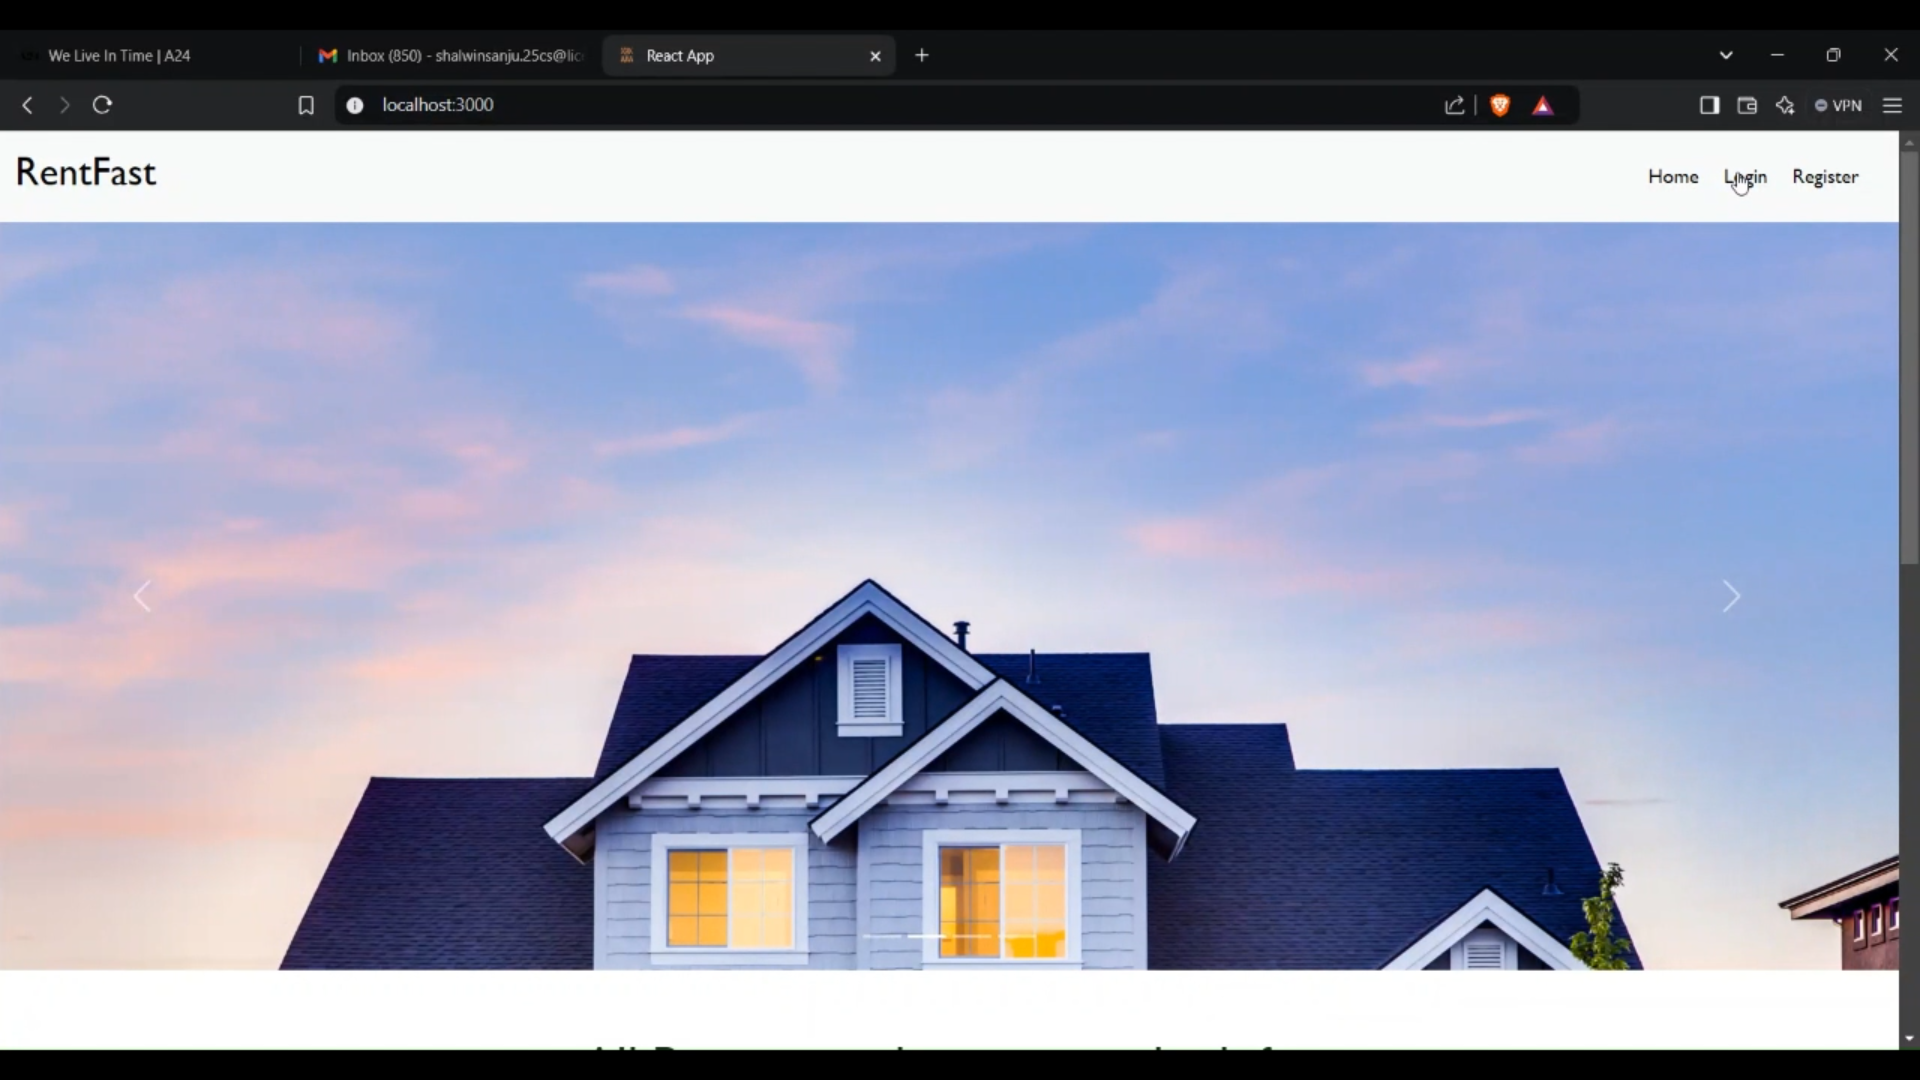 We Live In Time | A24
Inbox (850) - shalwinsanju.25cs@lic
React App
localhost:3000
VPN
RentFast
Home Login Register